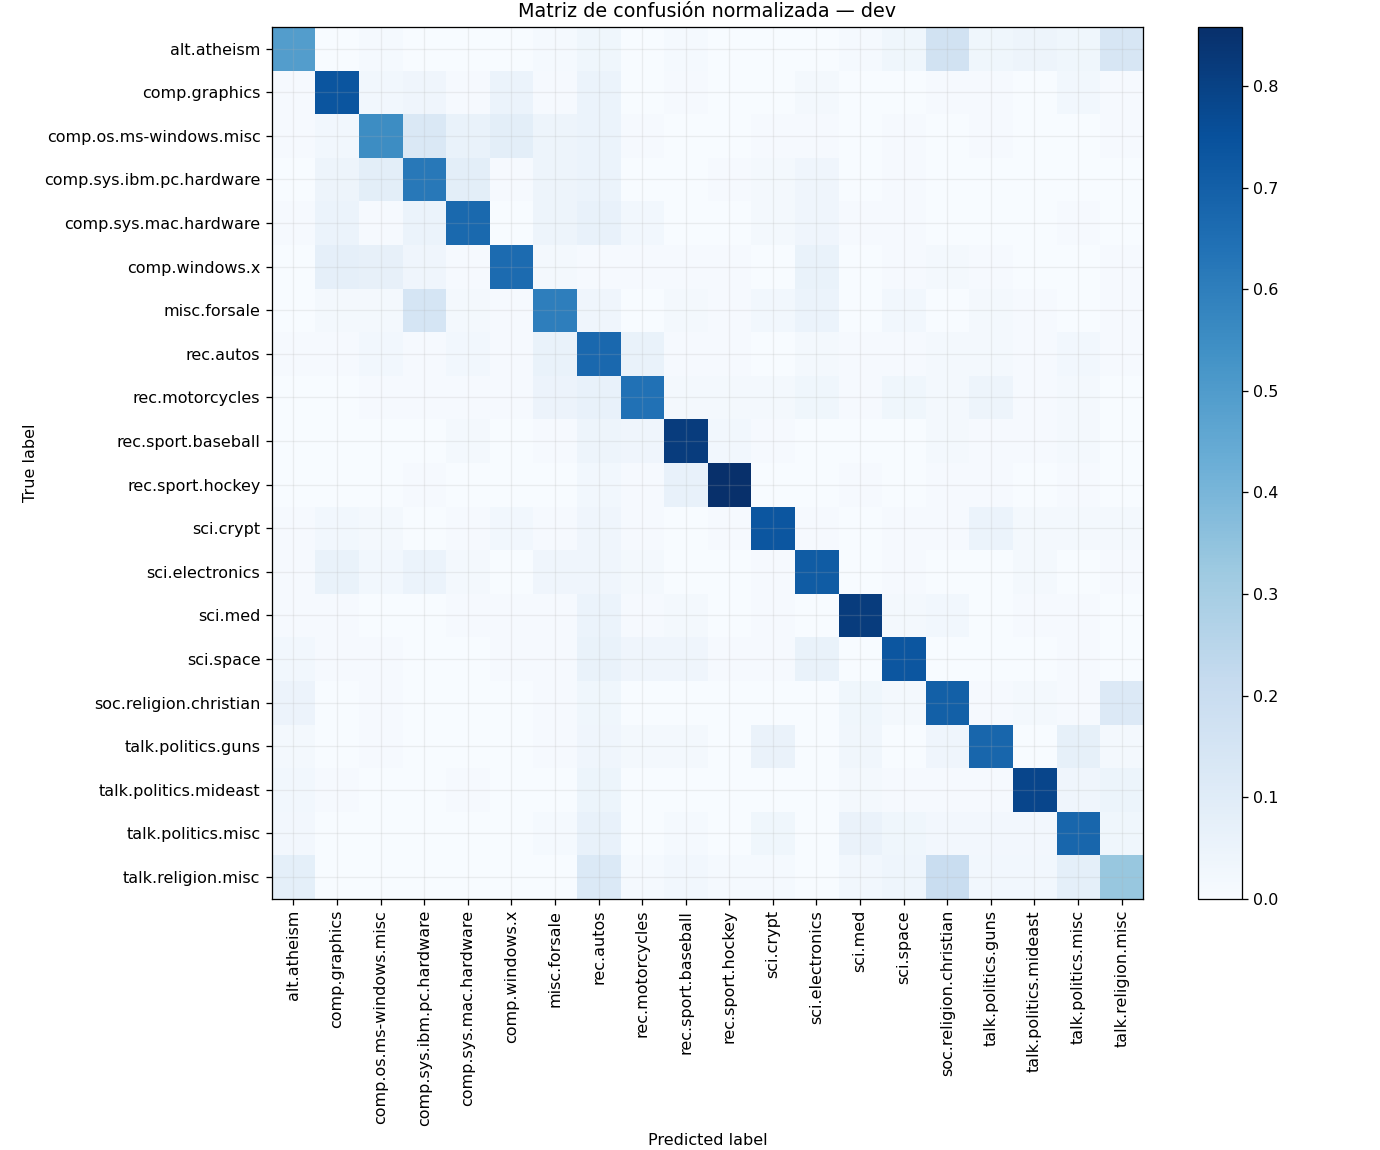 Matriz de confusión normalizada — dev
True label
alt.atheism
comp.graphics
comp.os.ms-windows.misc
comp.sys.ibm.pc.hardware
comp.sys.mac.hardware
comp.windows.x
misc.forsale
rec.autos
rec.motorcycles
rec.sport.baseball
rec.sport.hockey
sci.crypt
sci.electronics
sci.med
sci.space
soc.religion.christian
talk.politics.guns
talk.politics.mideast
talk.politics.misc
talk.religion.misc
0.8
0.7
0.6
0.5
0.4
0.3
0.2
0.1
0.0
alt.atheism
comp.graphics
comp.os.ms-windows.misc
comp.sys.ibm.pc.hardware
comp.sys.mac.hardware
comp.windows.x
misc.forsale
rec.autos
rec.motorcycles
rec.sport.baseball
rec.sport.hockey
sci.crypt
sci.electronics
sci.med
sci.space
soc.religion.christian
talk.politics.guns
talk.politics.mideast
talk.politics.misc
talk.religion.misc
Predicted label